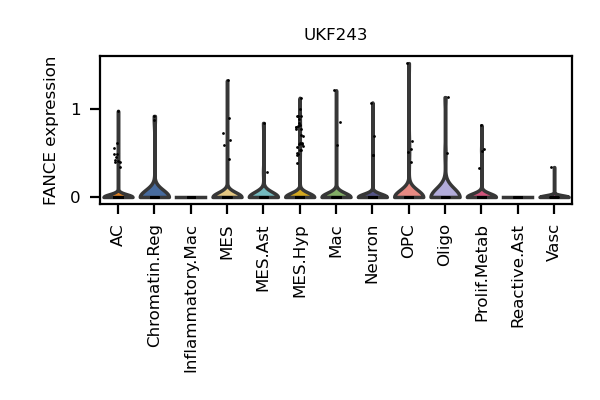 UKF243
FANCE expression
1
0
AC
Chromatin.Reg
Inflammatory.Mac
MES
MES.Ast
MES.Hyp
Mac
Neuron
OPC
Oligo
Prolif.Metab
Reactive.Ast
Vasc